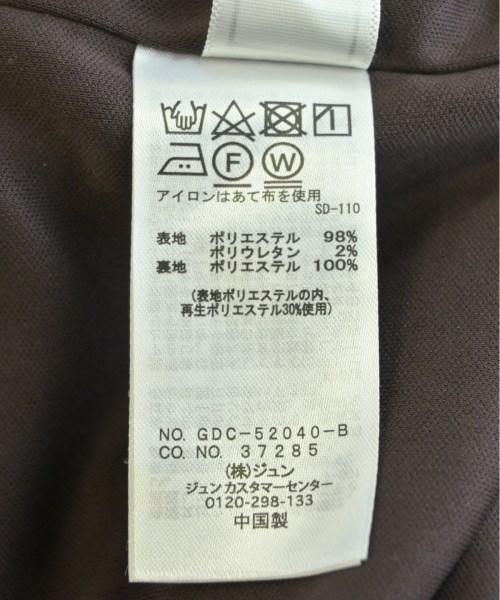 F W
アイロンはあて布を使用
SD-110
表地 ポリエステル 98%
ポリウレタン 2%
裏地 ポリエステル 100%
(表地ポリエステルの内、
再生ポリエステル30%使用)
NO. GDC-52040-B
CO. NO. 37285
(株)ジュン
ジュン カスタマーセンター
0120-298-133
中国製